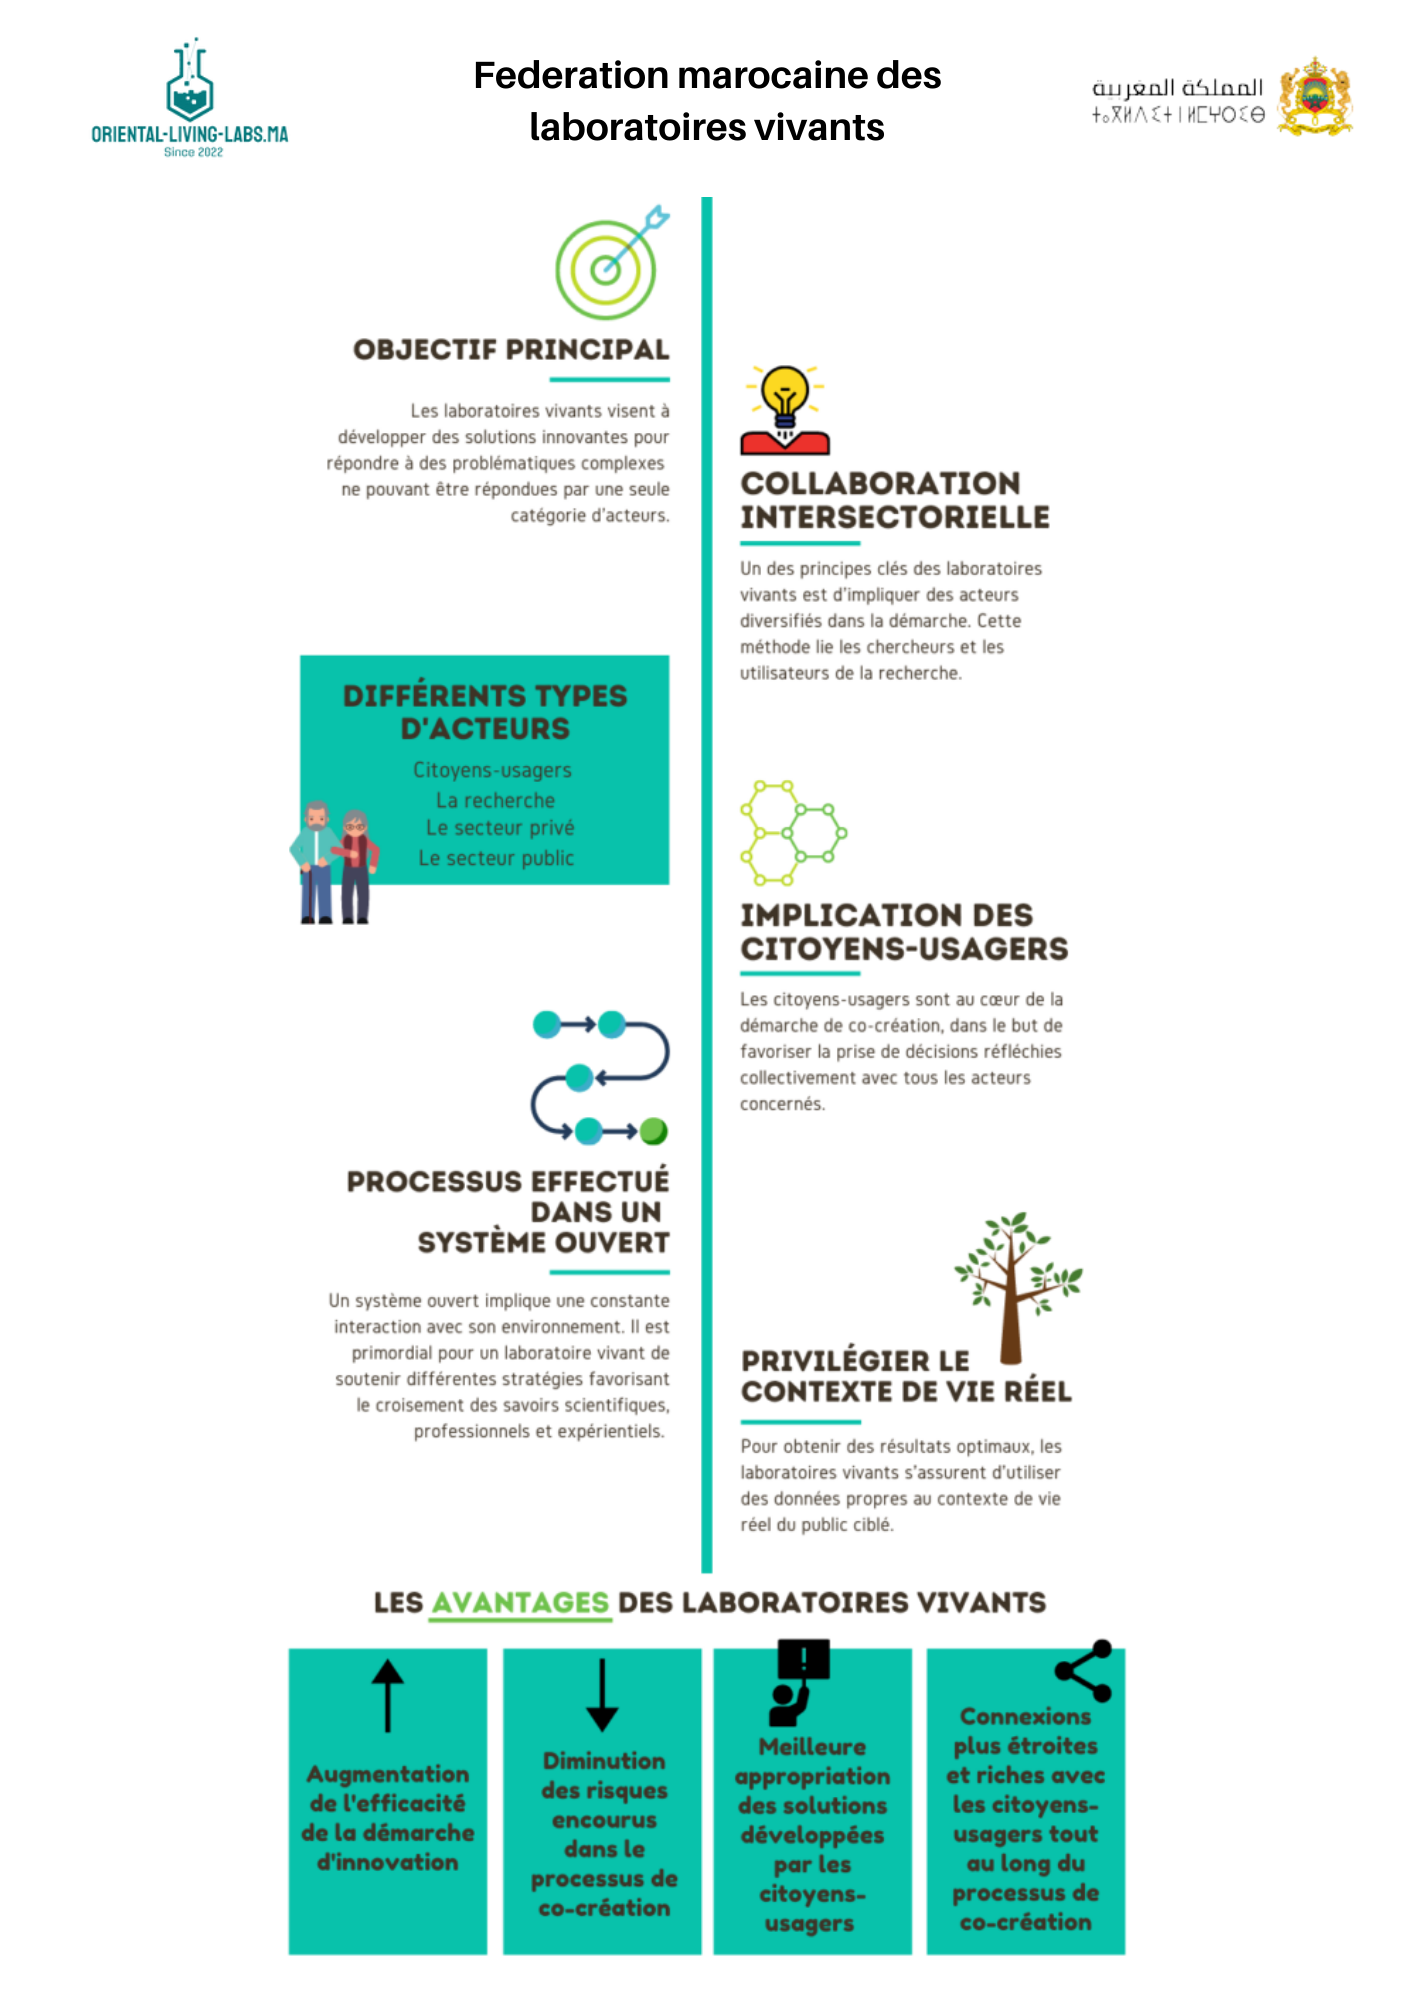 ORIENTAL-LIVING-LABS.MA
Since 2022
Federation marocaine des
laboratoires vivants
المملكة المغربية
ⵜⴰⴳⵍⴷⵉⵜ ⵏ ⵍⵎⵖⵔⵉⴱ
OBJECTIF PRINCIPAL
Les laboratoires vivants visent à
développer des solutions innovantes pour
répondre à des problématiques complexes
ne pouvant être répondues par une seule
catégorie d'acteurs.
COLLABORATION
INTERSECTORIELLE
Un des principes clés des laboratoires
vivants est d'impliquer des acteurs
diversifiés dans la démarche. Cette
méthode lie les chercheurs et les
utilisateurs de la recherche.
DIFFÉRENTS TYPES
D'ACTEURS
Citoyens-usagers
La recherche
Le secteur privé
Le secteur public
IMPLICATION DES
CITOYENS-USAGERS
Les citoyens-usagers sont au cœur de la
démarche de co-création, dans le but de
favoriser la prise de décisions réfléchies
collectivement avec tous les acteurs
concernés.
PROCESSUS EFFECTUÉ
DANS UN
SYSTÈME OUVERT
Un système ouvert implique une constante
interaction avec son environnement. Il est
primordial pour un laboratoire vivant de
soutenir différentes stratégies favorisant
le croisement des savoirs scientifiques,
professionnels et expérientiels.
PRIVILÉGIER LE
CONTEXTE DE VIE RÉEL
Pour obtenir des résultats optimaux, les
laboratoires vivants s'assurent d'utiliser
des données propres au contexte de vie
réel du public ciblé.
LES AVANTAGES DES LABORATOIRES VIVANTS
Augmentation
de l'efficacité
de la démarche
d'innovation
Diminution
des risques
encourus
dans le
processus de
co-création
!
Meilleure
appropriation
des solutions
développées
par les
citoyens-
usagers
Connexions
plus étroites
et riches avec
les citoyens-
usagers tout
au long du
processus de
co-création